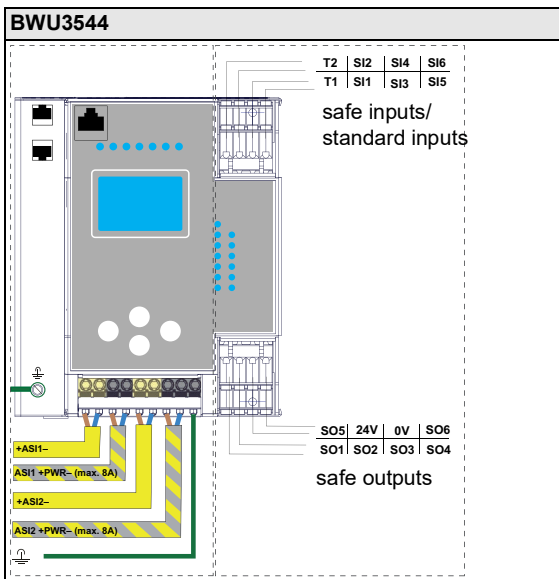 BWU3544
T2 SI2 SI4 SI6
T1 SI1 SI3 SI5
safe inputs/
standard inputs
SO5 24V 0V SO6
SO1 SO2 SO3 SO4
safe outputs
+ASI1–
ASI1 +PWR– (max. 8A)
+ASI2–
ASI2 +PWR– (max. 8A)